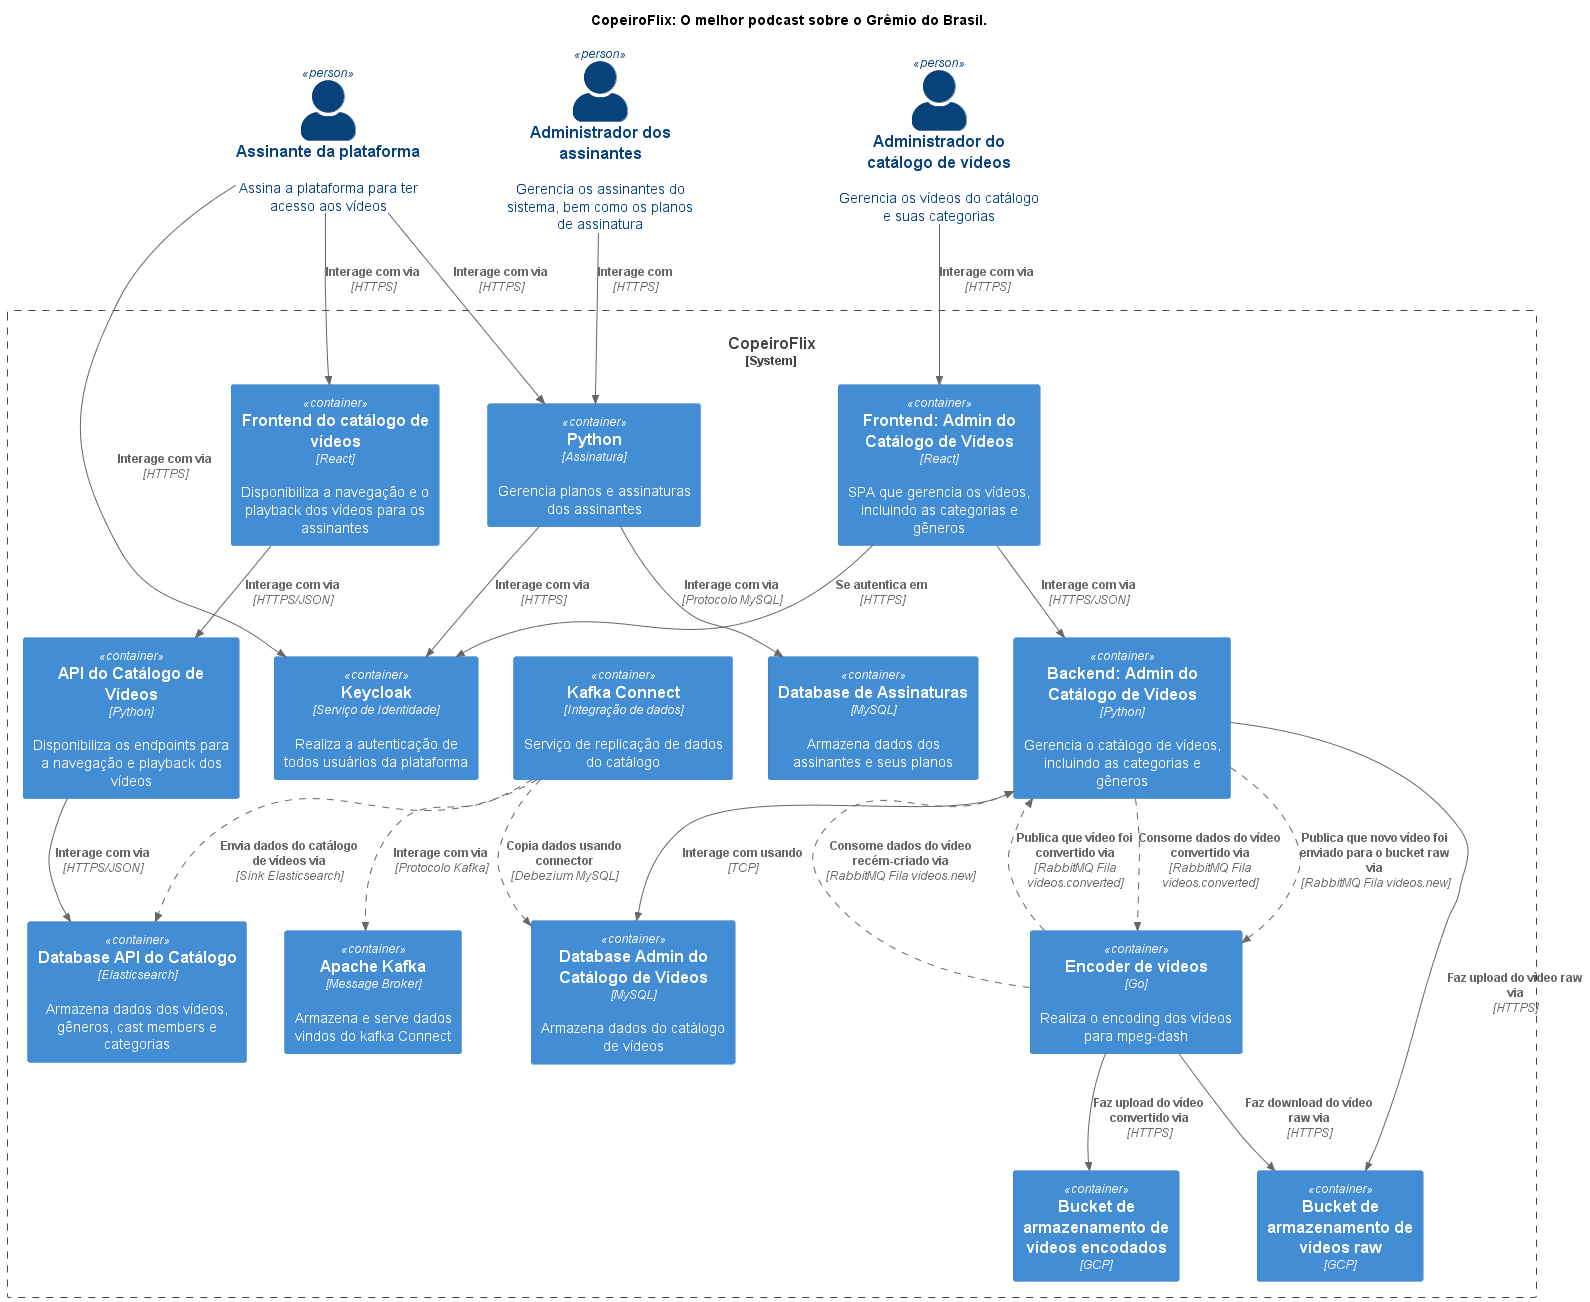 CopeiroFlix: O melhor podcast sobre o Grêmio do Brasil.
«person»
Assinante da plataforma
Assina a plataforma para ter
acesso aos vídeos
«person»
Administrador dos
assinantes
Gerencia os assinantes do
sistema, bem como os planos
de assinatura
«person»
Administrador do
catálogo de vídeos
Gerencia os vídeos do catálogo
e suas categorias
Interage com via
[HTTPS]
Interage com via
[HTTPS]
Interage com
[HTTPS]
Interage com via
[HTTPS]
CopeiroFlix
[System]
«container»
Frontend do catálogo de
vídeos
[React]
Disponibiliza a navegação e o
playback dos vídeos para os
assinantes
«container»
Python
[Assinatura]
Gerencia planos e assinaturas
dos assinantes
«container»
Frontend: Admin do
Catálogo de Vídeos
[React]
SPA que gerencia os vídeos,
incluindo as categorias e
gêneros
Interage com via
[HTTPS]
Interage com via
[HTTPS/JSON]
Interage com via
[HTTPS]
Interage com via
[Protocolo MySQL]
Se autentica em
[HTTPS]
Interage com via
[HTTPS/JSON]
«container»
API do Catálogo de
Vídeos
[Python]
Disponibiliza os endpoints para
a navegação e playback dos
vídeos
«container»
Keycloak
[Serviço de Identidade]
Realiza a autenticação de
todos usuários da plataforma
«container»
Kafka Connect
[Integração de dados]
Serviço de replicação de dados
do catálogo
«container»
Database de Assinaturas
[MySQL]
Armazena dados dos
assinantes e seus planos
«container»
Backend: Admin do
Catálogo de Vídeos
[Python]
Gerencia o catálogo de vídeos,
incluindo as categorias e
gêneros
Interage com via
[HTTPS/JSON]
Envia dados do catálogo
de vídeos via
[Sink Elasticsearch]
Interage com via
[Protocolo Kafka]
Copia dados usando
connector
[Debezium MySQL]
Interage com usando
[TCP]
Consome dados do vídeo
recém-criado via
[RabbitMQ Fila videos.new]
Publica que vídeo foi
convertido via
[RabbitMQ Fila
videos.converted]
Consome dados do vídeo
convertido via
[RabbitMQ Fila
videos.converted]
Publica que novo vídeo foi
enviado para o bucket raw
via
[RabbitMQ Fila videos.new]
«container»
Database API do Catálogo
[Elasticsearch]
Armazena dados dos vídeos,
gêneros, cast members e
categorias
«container»
Apache Kafka
[Message Broker]
Armazena e serve dados
vindos do kafka Connect
«container»
Database Admin do
Catálogo de Vídeos
[MySQL]
Armazena dados do catálogo
de vídeos
«container»
Encoder de vídeos
[Go]
Realiza o encoding dos vídeos
para mpeg-dash
Faz upload do vídeo raw
via
[HTTPS]
Faz upload do vídeo
convertido via
[HTTPS]
Faz download do vídeo
raw via
[HTTPS]
«container»
Bucket de
armazenamento de
vídeos encodados
[GCP]
«container»
Bucket de
armazenamento de
vídeos raw
[GCP]